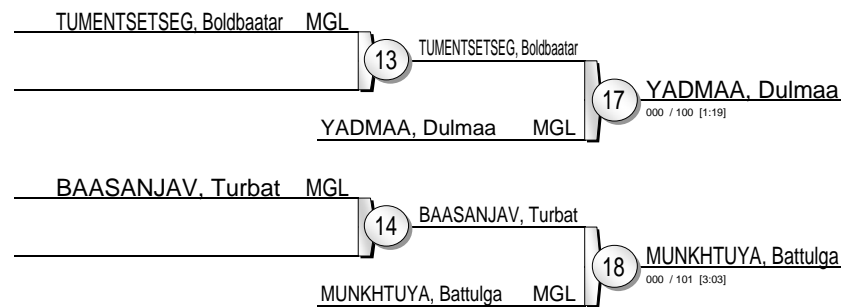 TUMENTSETSEG, Boldbaatar MGL
13 TUMENTSETSEG, Boldbaatar
17 YADMAA, Dulmaa
000 / 100 [1:19]
YADMAA, Dulmaa MGL
BAASANJAV, Turbat MGL
14 BAASANJAV, Turbat
18 MUNKHTUYA, Battulga
000 / 101 [3:03]
MUNKHTUYA, Battulga MGL